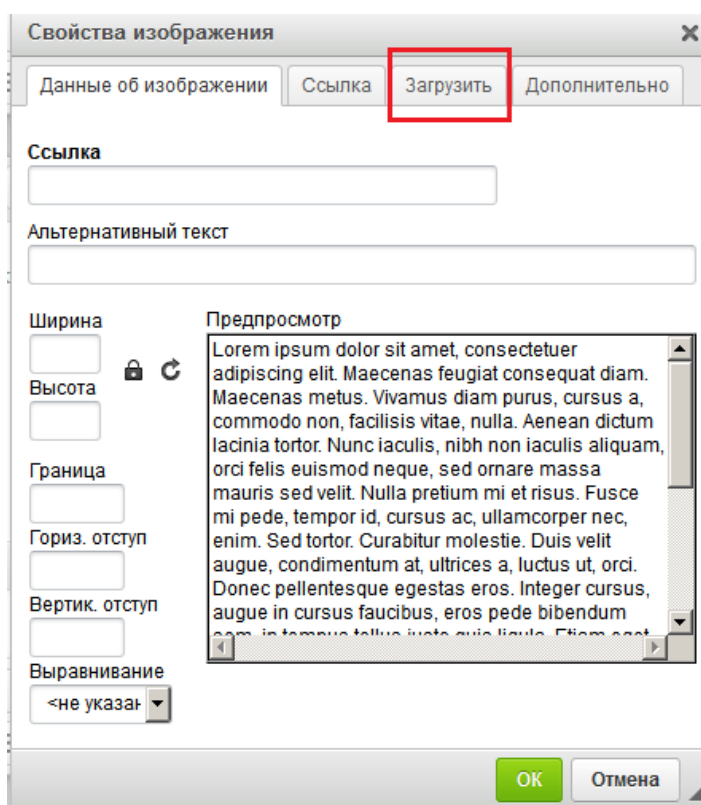 Свойства изображения
Данные об изображении Ссылка Загрузить Дополнительно
Ссылка
Альтернативный текст
Ширина
Высота
Граница
Гориз. отступ
Вертик. отступ
Выравнивание
<не указан
Предпросмотр
Lorem ipsum dolor sit amet, consectetuer
adipiscing elit. Maecenas feugiat consequat diam.
Maecenas metus. Vivamus diam purus, cursus a,
commodo non, facilisis vitae, nulla. Aenean dictum
lacinia tortor. Nunc iaculis, nibh non iaculis aliquam,
orci felis euismod neque, sed ornare massa
mauris sed velit. Nulla pretium mi et risus. Fusce
mi pede, tempor id, cursus ac, ullamcorper nec,
enim. Sed tortor. Curabitur molestie. Duis velit
augue, condimentum at, ultrices a, luctus ut, orci.
Donec pellentesque egestas eros. Integer cursus,
augue in cursus faucibus, eros pede bibendum
ОК Отмена